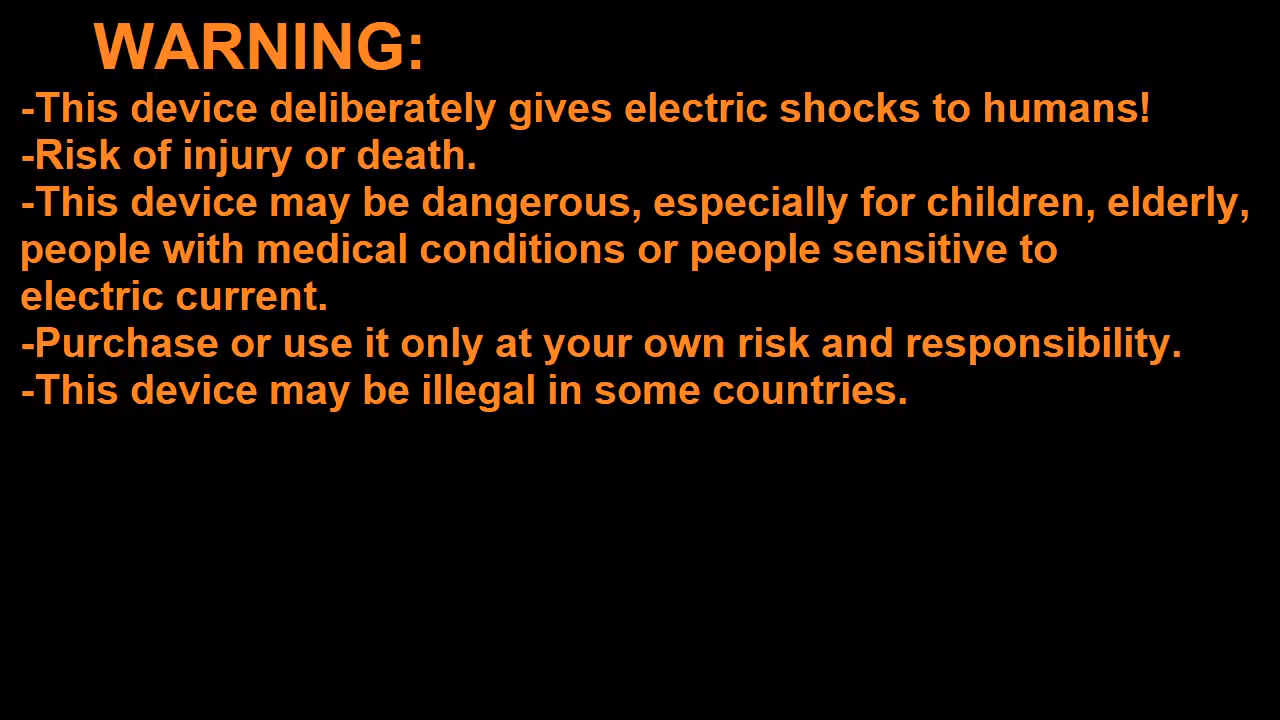 WARNING:
-This device deliberately gives electric shocks to humans!
-Risk of injury or death.
-This device may be dangerous, especially for children, elderly,
people with medical conditions or people sensitive to
electric current.
-Purchase or use it only at your own risk and responsibility.
-This device may be illegal in some countries.